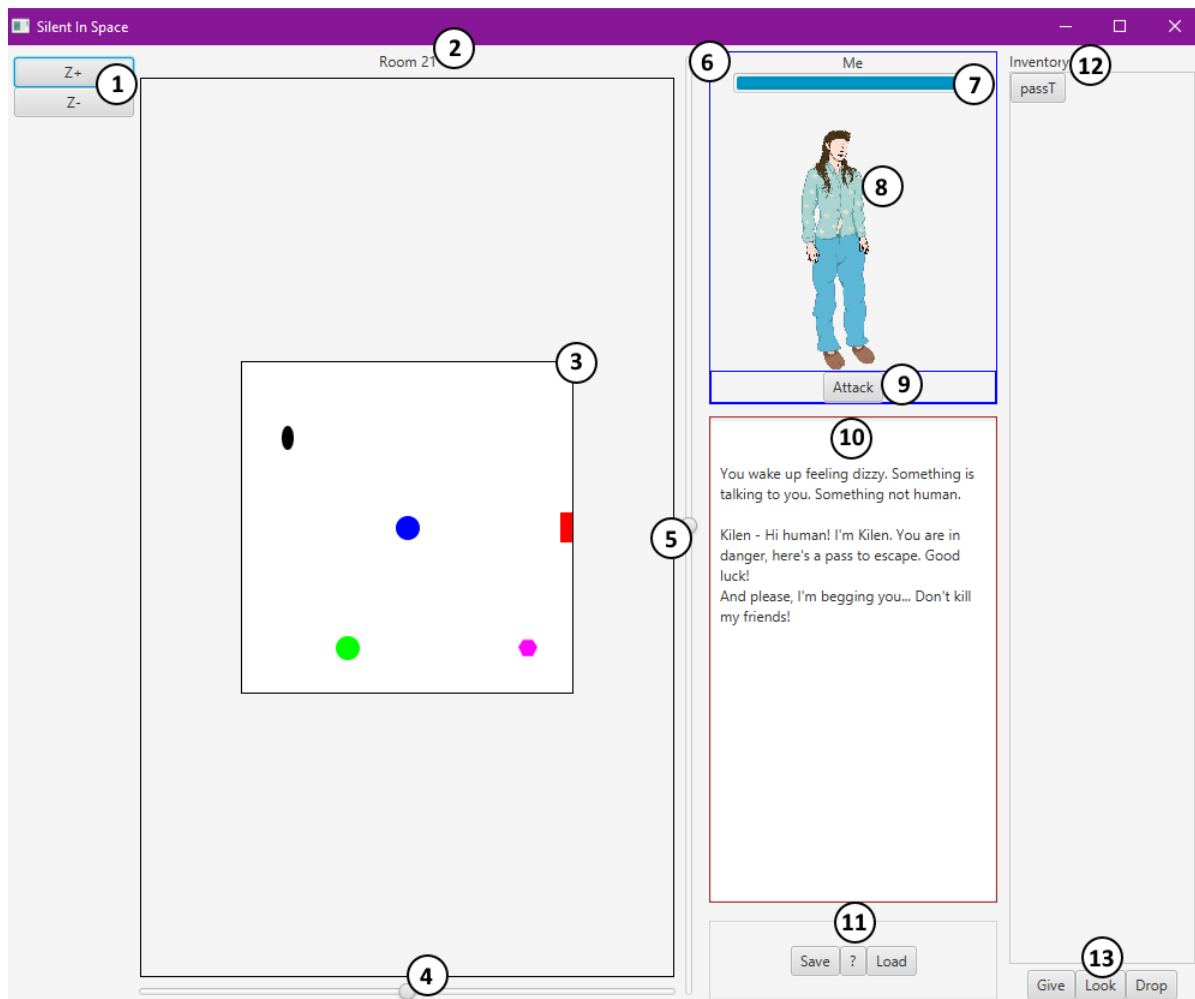 Silent In Space
2
Room 21
6
Me
Inventory
12
Z+
1
7
passT
Z-
8
3
9
Attack
10
You wake up feeling dizzy. Something is
talking to you. Something not human.
Kilen - Hi human! I'm Kilen. You are in
danger, here's a pass to escape. Good
luck!
And please, I'm begging you... Don't kill
my friends!
5
11
Save
?
Load
4
13
Give
Look
Drop